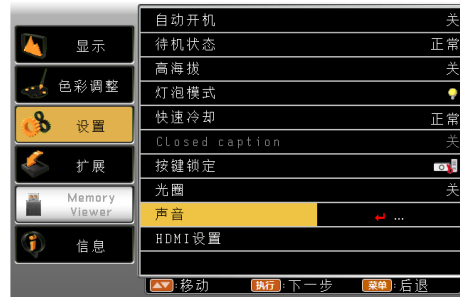 显示
色彩调整
设置
扩展
Memory
Viewer
信息
自动开机 关
待机状态 正常
高海拔 关
灯泡模式
快速冷却 正常
Closed caption 关
按键锁定
光圈 关
声音 ...
HDMI设置
:移动 执行:下一步 菜单:后退